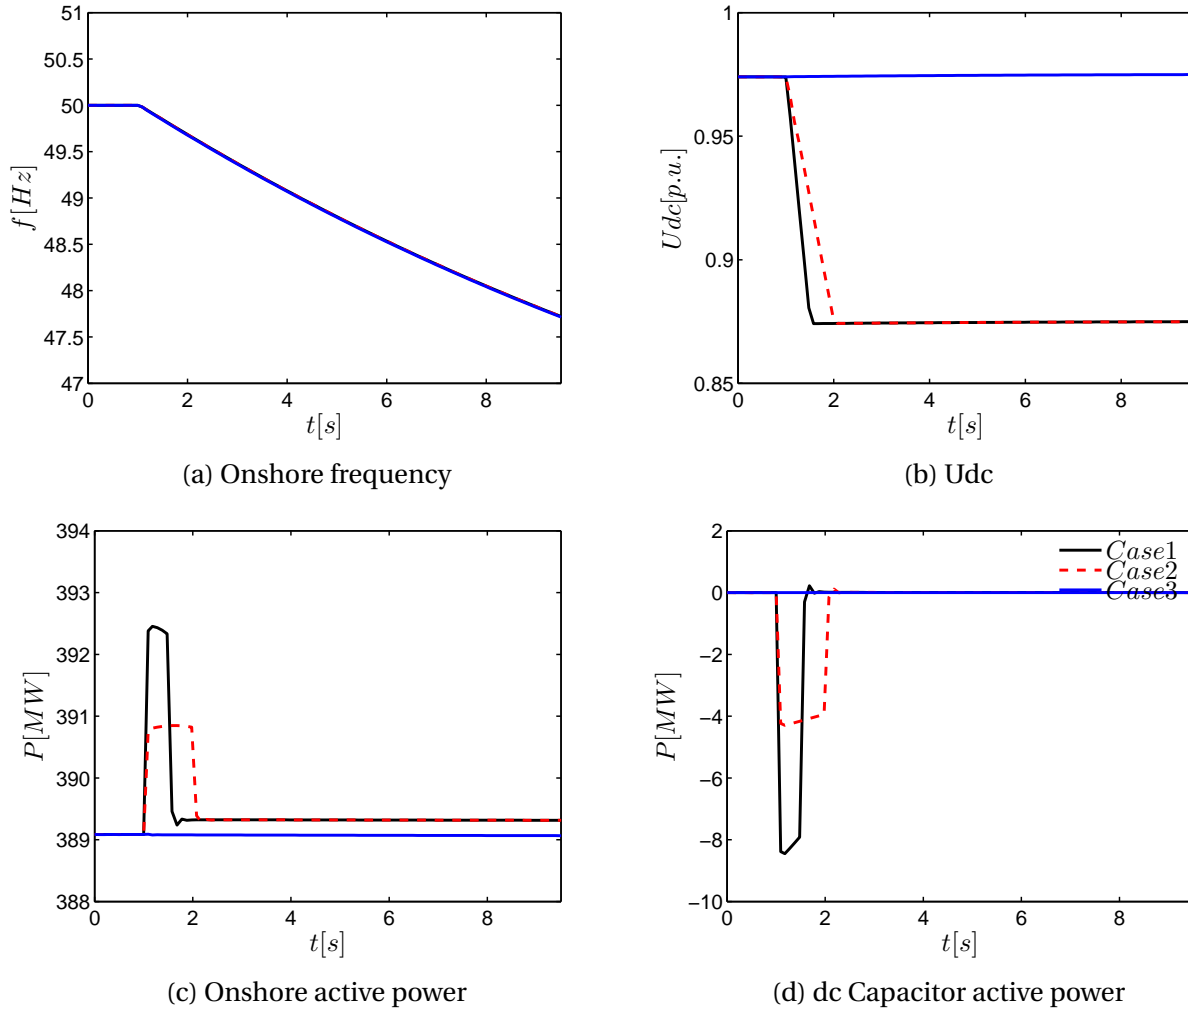 51
50.5
50
49.5
49
48.5
48
47.5
47
0 2 4 6 8
f[Hz]
t[s]
(a) Onshore frequency
1
0.95
0.9
0.85
0 2 4 6 8
Udc[p.u.]
t[s]
(b) Udc
394
393
392
391
390
389
388
0 2 4 6 8
P[MW]
t[s]
(c) Onshore active power
2
0
−2
−4
−6
−8
−10
0 2 4 6 8
P[MW]
t[s]
Case1
Case2
Case3
(d) dc Capacitor active power